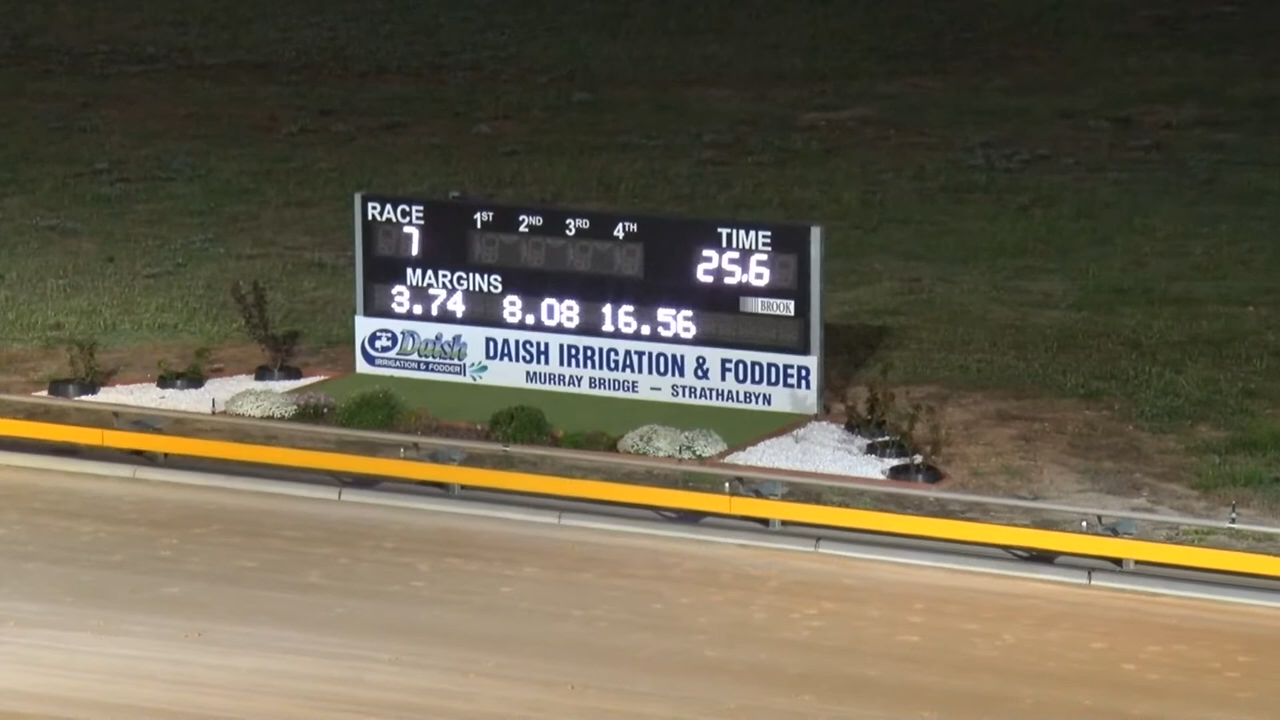 RACE 1ST 2ND 3RD 4TH TIME
7 25.6
MARGINS
3.74 8.08 16.56
BROOK
Daish
IRRIGATION & FODDER
DAISH IRRIGATION & FODDER
MURRAY BRIDGE — STRATHALBYN